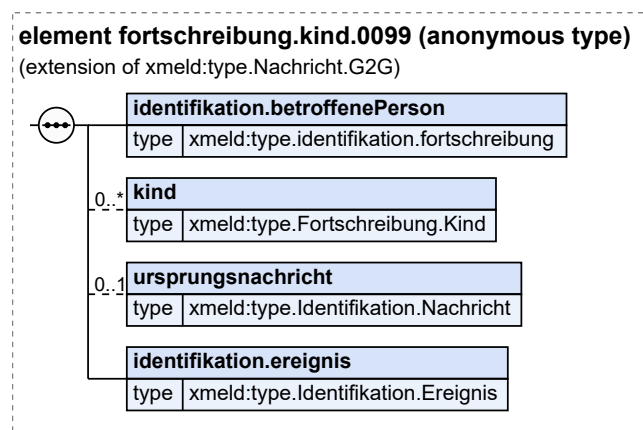 element fortschreibung.kind.0099 (anonymous type)
(extension of xmeld:type.Nachricht.G2G)
identifikation.betroffenePerson
type xmeld:type.identifikation.fortschreibung
0..* kind
type xmeld:type.Fortschreibung.Kind
0..1 ursprungsnachricht
type xmeld:type.Identifikation.Nachricht
identifikation.ereignis
type xmeld:type.Identifikation.Ereignis